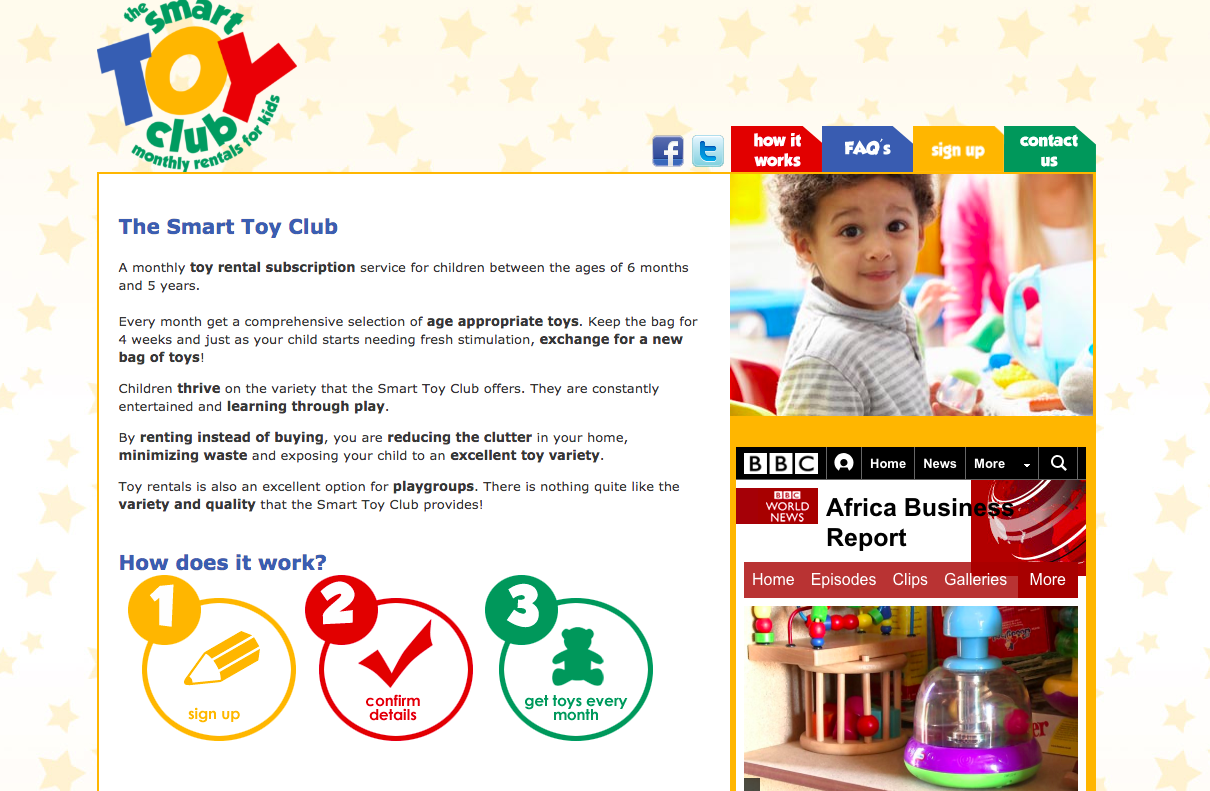 the smart
TOY
club
monthly rentals for kids
how it
works
FAQ's
sign up
contact
us
The Smart Toy Club
A monthly toy rental subscription service for children between the ages of 6 months
and 5 years.
Every month get a comprehensive selection of age appropriate toys. Keep the bag for
4 weeks and just as your child starts needing fresh stimulation, exchange for a new
bag of toys!
Children thrive on the variety that the Smart Toy Club offers. They are constantly
entertained and learning through play.
By renting instead of buying, you are reducing the clutter in your home,
minimizing waste and exposing your child to an excellent toy variety.
Toy rentals is also an excellent option for playgroups. There is nothing quite like the
variety and quality that the Smart Toy Club provides!
How does it work?
1
sign up
2
confirm
details
3
get toys every
month
BBC
Home
News
More
BBC
WORLD
NEWS
Africa Business
Report
Home
Episodes
Clips
Galleries
More